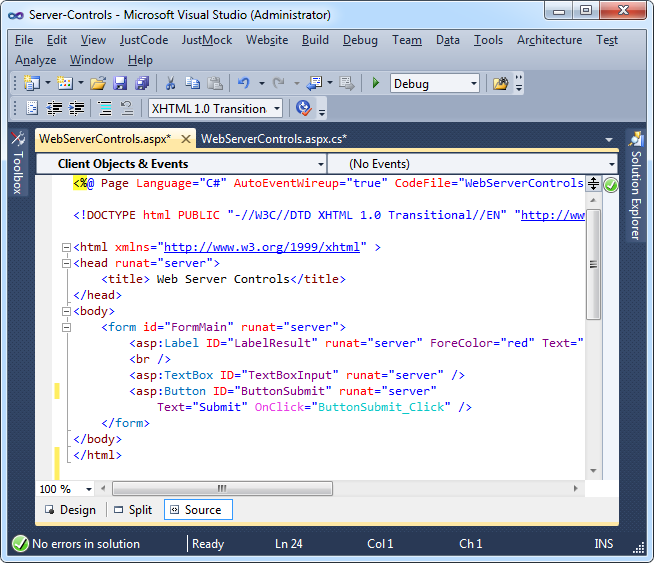 Server-Controls - Microsoft Visual Studio (Administrator)
File Edit View JustCode JustMock Website Build Debug Team Data Tools Architecture Test
Analyze Window Help
Debug
XHTML 1.0 Transition
WebServerControls.aspx* WebServerControls.aspx.cs*
Toolbox
Solution Explorer
Client Objects & Events (No Events)
<%@ Page Language="C#" AutoEventWireup="true" CodeFile="WebServerControls
<!DOCTYPE html PUBLIC "-//W3C//DTD XHTML 1.0 Transitional//EN" "http://ww
<html xmlns="http://www.w3.org/1999/xhtml" >
<head runat="server">
<title> Web Server Controls</title>
</head>
<body>
<form id="FormMain" runat="server">
<asp:Label ID="LabelResult" runat="server" ForeColor="red" Text="
<br />
<asp:TextBox ID="TextBoxInput" runat="server" />
<asp:Button ID="ButtonSubmit" runat="server"
Text="Submit" OnClick="ButtonSubmit_Click" />
</form>
</body>
</html>
100 %
Design Split Source
No errors in solution Ready Ln 24 Col 1 Ch 1 INS